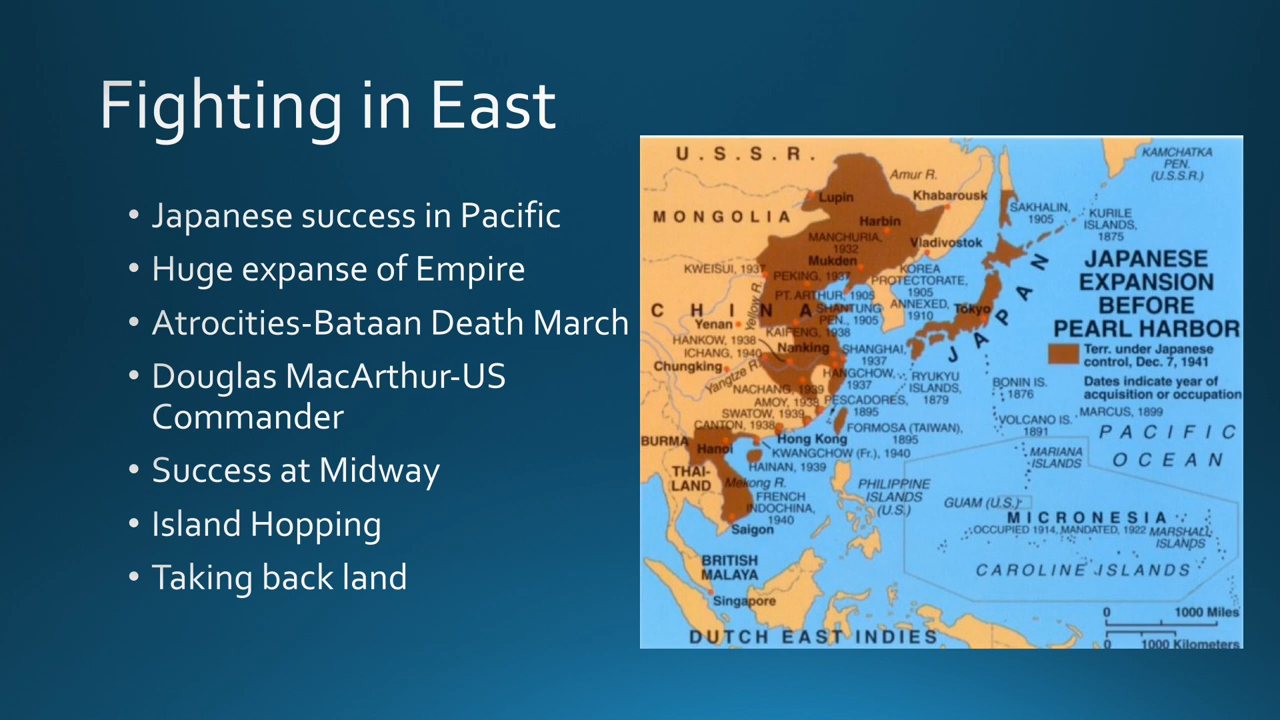 Fighting in East
• Japanese success in Pacific
• Huge expanse of Empire
• Atrocities-Bataan Death March
• Douglas MacArthur-US
Commander
• Success at Midway
• Island Hopping
• Taking back land
U.S.S.R.
KAMCHATKA
PEN.
(U.S.S.R.)
Amur R.
Lupin
Khabarousk
MONGOLIA
Harbin
SAKHALIN,
1905
KURILE
ISLANDS,
1875
MANCHURIA,
1932
Vladivostok
Mukden
KWEISUI, 1937
PEKING, 1937
KOREA
PROTECTORATE,
1905
ANNEXED,
1910
PT. ARTHUR, 1905
JAPANESE
EXPANSION
BEFORE
PEARL HARBOR
Terr. under Japanese
control, Dec. 7, 1941
Dates indicate year of
acquisition or occupation
CHINA
Yellow R.
SHANTUNG
PEN., 1905
Tokyo
JAPAN
Yenan
KAIFENG, 1938
HANKOW, 1938
Nanking
ICHANG, 1940
SHANGHAI,
1937
Chungking
Yangtze R.
HANGCHOW,
1937
RYUKYU
ISLANDS,
1879
BONIN IS.
1876
NACHANG, 1939
AMOY, 1938
PESCADORES,
1895
MARCUS, 1899
SWATOW, 1939
VOLCANO IS.
1891
CANTON, 1938
FORMOSA (TAIWAN),
1895
PACIFIC
OCEAN
BURMA
Hanoi
Hong Kong
KWANGCHOW (Fr.), 1940
MARIANA
ISLANDS
HAINAN, 1939
THAI-
LAND
Mekong R.
PHILIPPINE
ISLANDS
(U.S.)
FRENCH
INDOCHINA,
1940
GUAM (U.S.)
MICRONESIA
OCCUPIED 1914, MANDATED, 1922
MARSHALL
ISLANDS
Saigon
BRITISH
MALAYA
CAROLINE ISLANDS
Singapore
0 1000 Miles
DUTCH EAST INDIES
0 1000 Kilometers